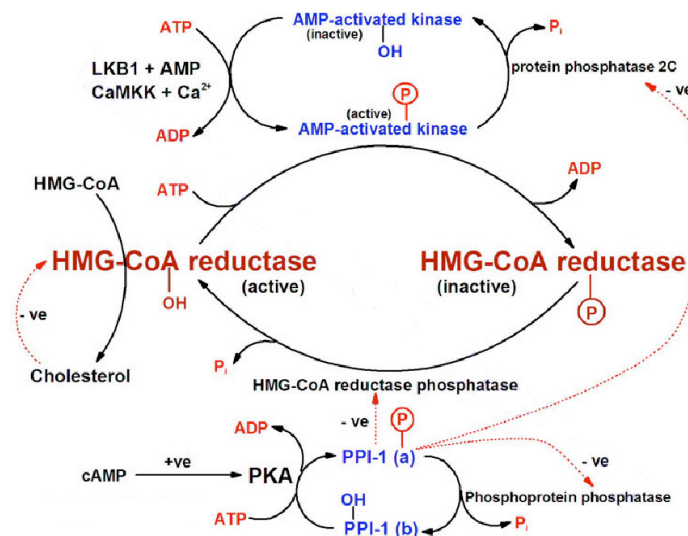 ATP
AMP-activated kinase
(inactive)
OH
Pi
LKB1 + AMP
CaMKK + Ca²⁺
protein phosphatase 2C
(active)
P
- ve
ADP
AMP-activated kinase
HMG-CoA
ATP
ADP
HMG-CoA reductase
(active)
OH
HMG-CoA reductase
(inactive)
P
- ve
Cholesterol
Pi
HMG-CoA reductase phosphatase
- ve
P
ADP
PPI-1 (a)
- ve
cAMP
+ve
PKA
OH
Phosphoprotein phosphatase
ATP
PPI-1 (b)
Pi